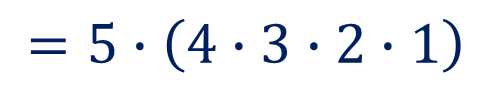 = 5 · (4 · 3 · 2 · 1)